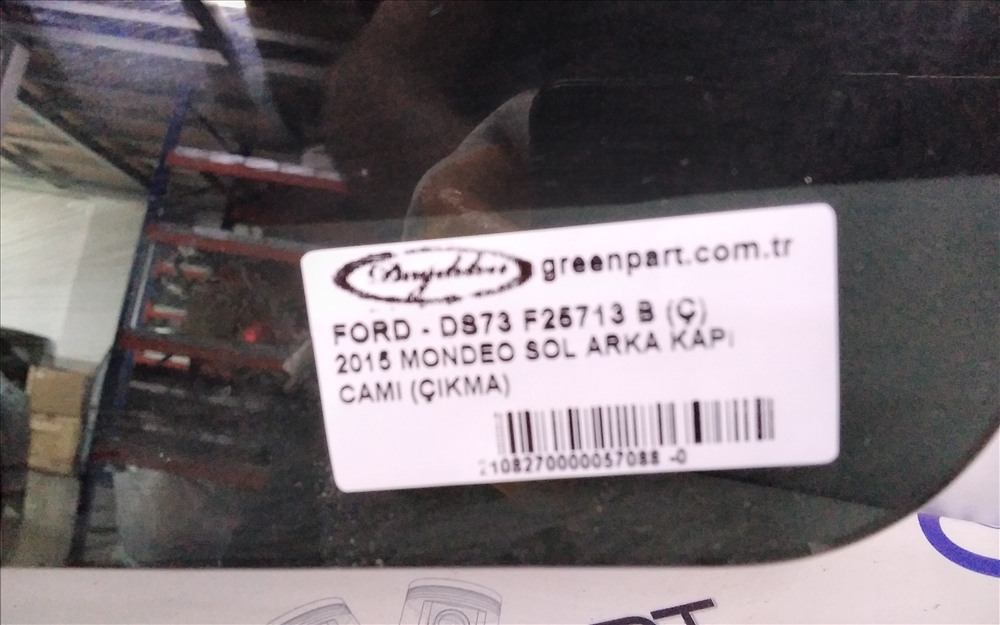 greenpart.com.tr
FORD - DS73 F25713 B (Ç)
2015 MONDEO SOL ARKA KAPI
CAMI (ÇIKMA)
2108270000057088 -0